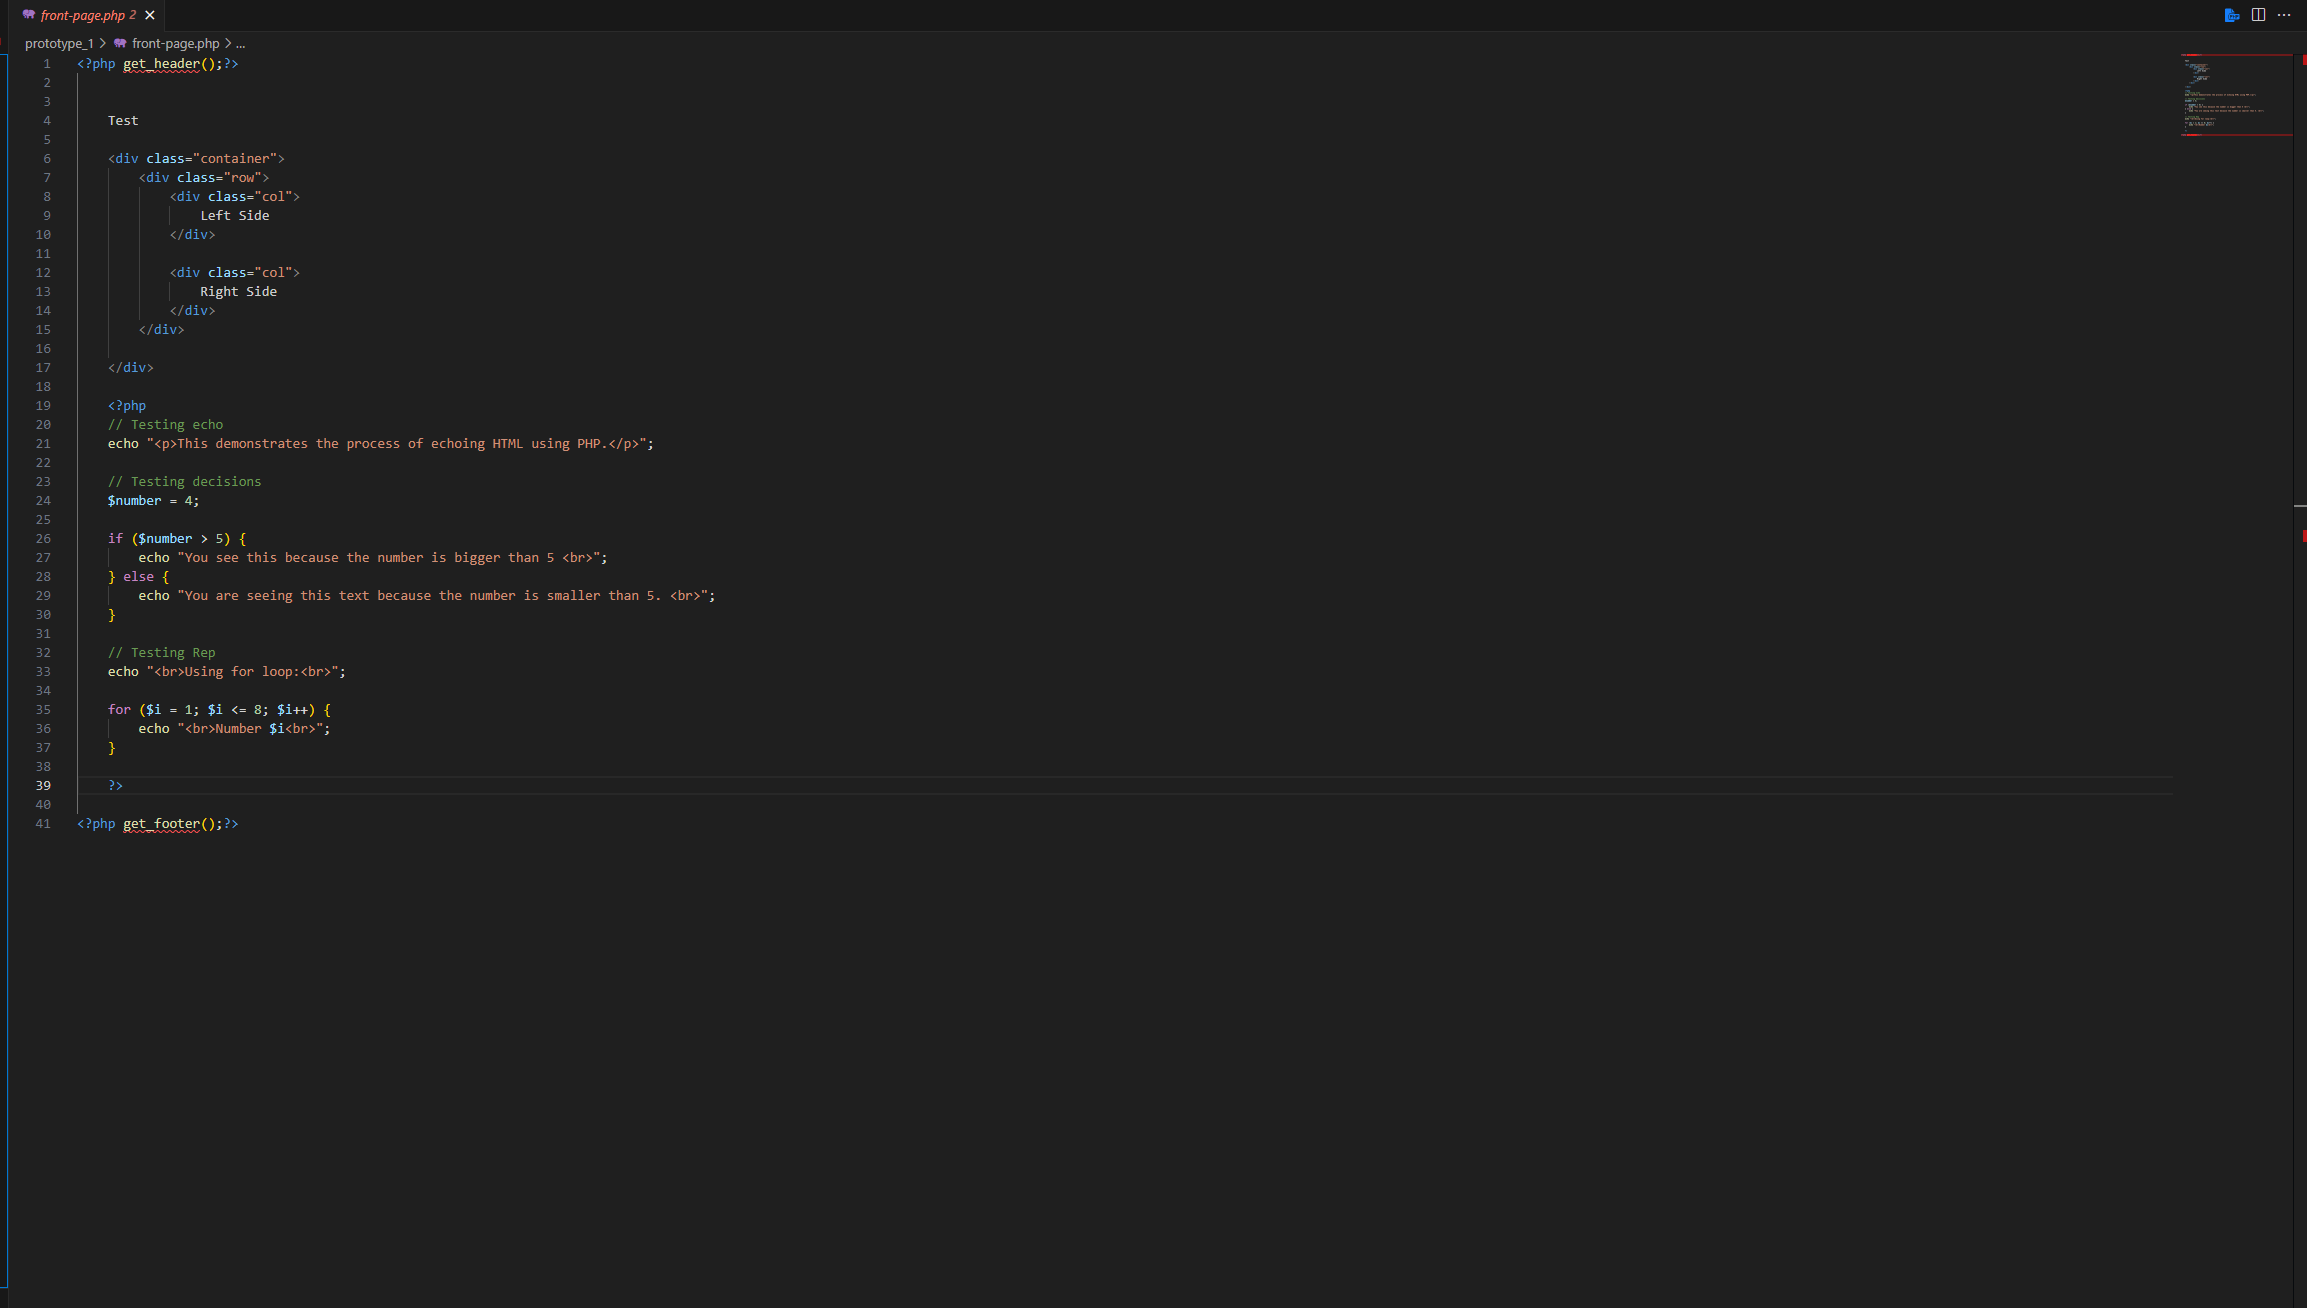 front-page.php 2
prototype_1 > front-page.php > ...
1 <?php get_header();?>
2
3
4 Test
5
6 <div class="container">
7 <div class="row">
8 <div class="col">
9 Left Side
10 </div>
11
12 <div class="col">
13 Right Side
14 </div>
15 </div>
16
17 </div>
18
19 <?php
20 // Testing echo
21 echo "<p>This demonstrates the process of echoing HTML using PHP.</p>";
22
23 // Testing decisions
24 $number = 4;
25
26 if ($number > 5) {
27 echo "You see this because the number is bigger than 5 <br>";
28 } else {
29 echo "You are seeing this text because the number is smaller than 5. <br>";
30 }
31
32 // Testing Rep
33 echo "<br>Using for loop:<br>";
34
35 for ($i = 1; $i <= 8; $i++) {
36 echo "<br>Number $i<br>";
37 }
38
39 ?>
40
41 <?php get_footer();?>